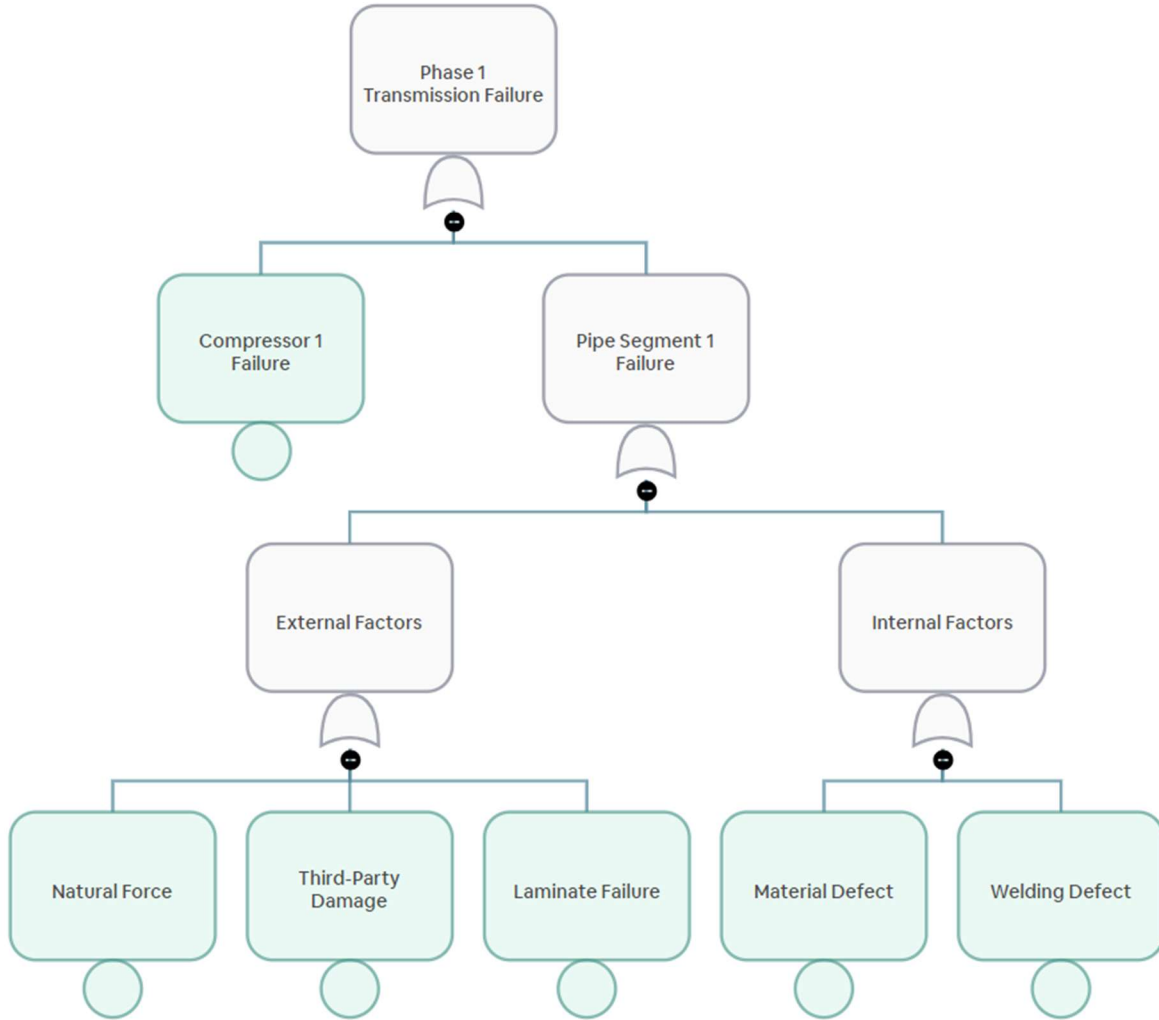 Phase 1
Transmission Failure
Compressor 1
Failure
Pipe Segment 1
Failure
External Factors
Internal Factors
Natural Force
Third-Party
Damage
Laminate Failure
Material Defect
Welding Defect